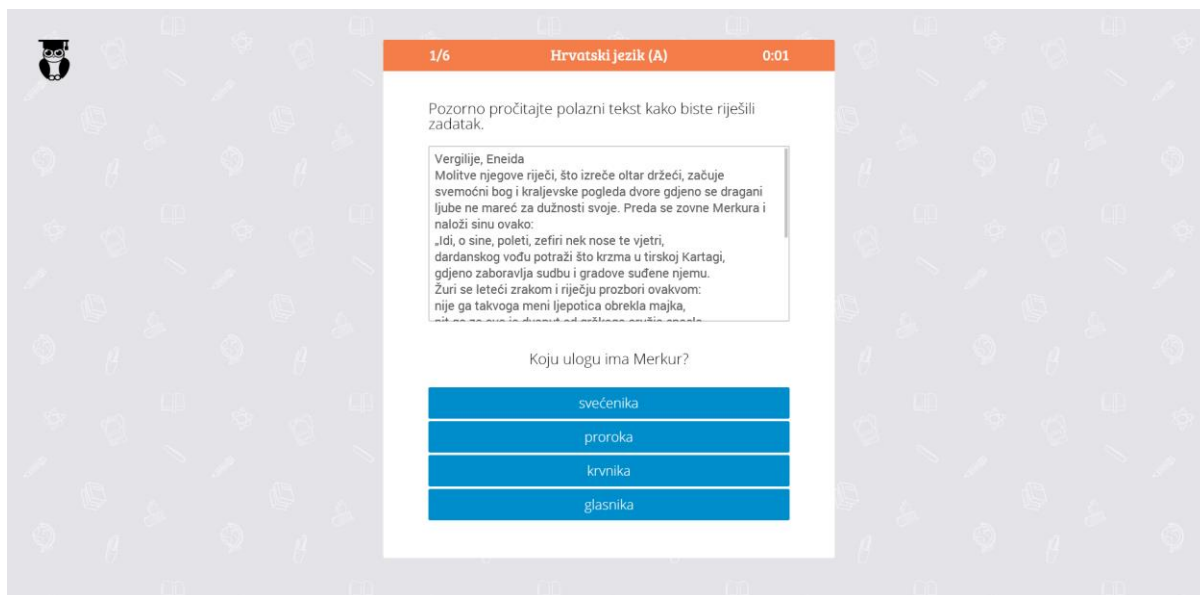 1/6 Hrvatski jezik (A) 0:01
Pozorno pročitajte polazni tekst kako biste riješili
zadatak.
Vergilije, Eneida
Molitve njegove riječi, što izreče oltar držeći, začuje
svemoćni bog i kraljevske pogleda dvore gdjeno se dragani
ljube ne mareć za dužnosti svoje. Preda se zovne Merkura i
naloži sinu ovako:
„Idi, o sine, poleti, zefiri nek nose te vjetri,
dardanskog vođu potraži što krzma u tirskoj Kartagi,
gdjeno zaboravlja sudbu i gradove suđene njemu.
Žuri se leteći zrakom i riječju prozbori ovakvom:
nije ga takvoga meni ljepotica obrekla majka,
Koju ulogu ima Merkur?
svećenika
proroka
krvnika
glasnika